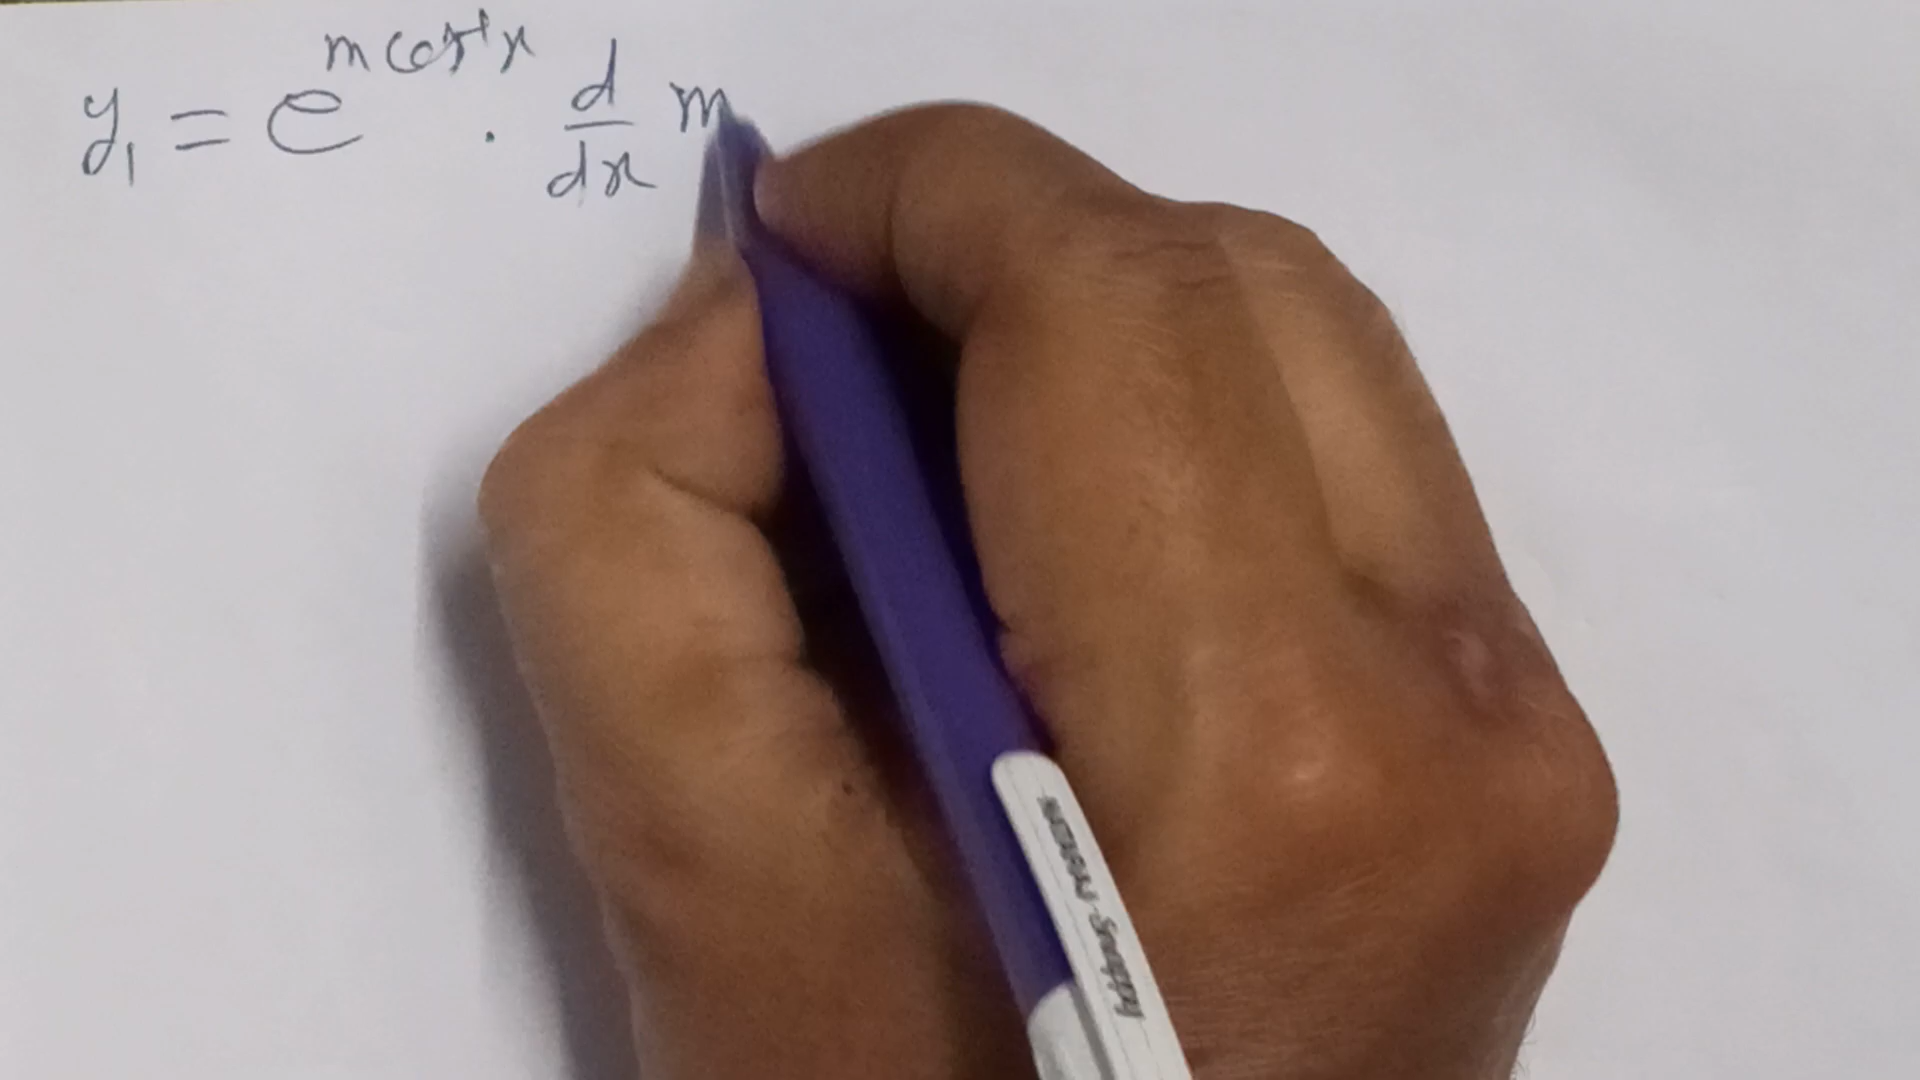 y₁ = e^{m cos⁻¹x} · d/dx m